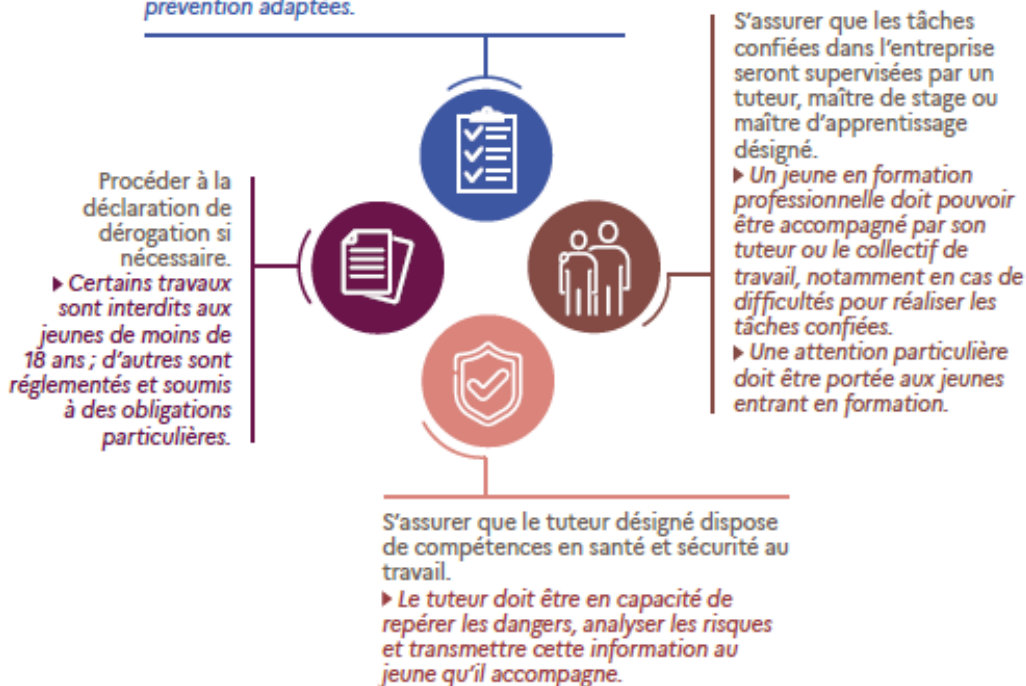 prévention adaptées.
S'assurer que les tâches
confiées dans l'entreprise
seront supervisées par un
tuteur, maître de stage ou
maître d'apprentissage
désigné.
▶ Un jeune en formation
professionnelle doit pouvoir
être accompagné par son
tuteur ou le collectif de
travail, notamment en cas de
difficultés pour réaliser les
tâches confiées.
▶ Une attention particulière
doit être portée aux jeunes
entrant en formation.
Procéder à la
déclaration de
dérogation si
nécessaire.
▶ Certains travaux
sont interdits aux
jeunes de moins de
18 ans ; d'autres sont
réglementés et soumis
à des obligations
particulières.
S'assurer que le tuteur désigné dispose
de compétences en santé et sécurité au
travail.
▶ Le tuteur doit être en capacité de
repérer les dangers, analyser les risques
et transmettre cette information au
jeune qu'il accompagne.